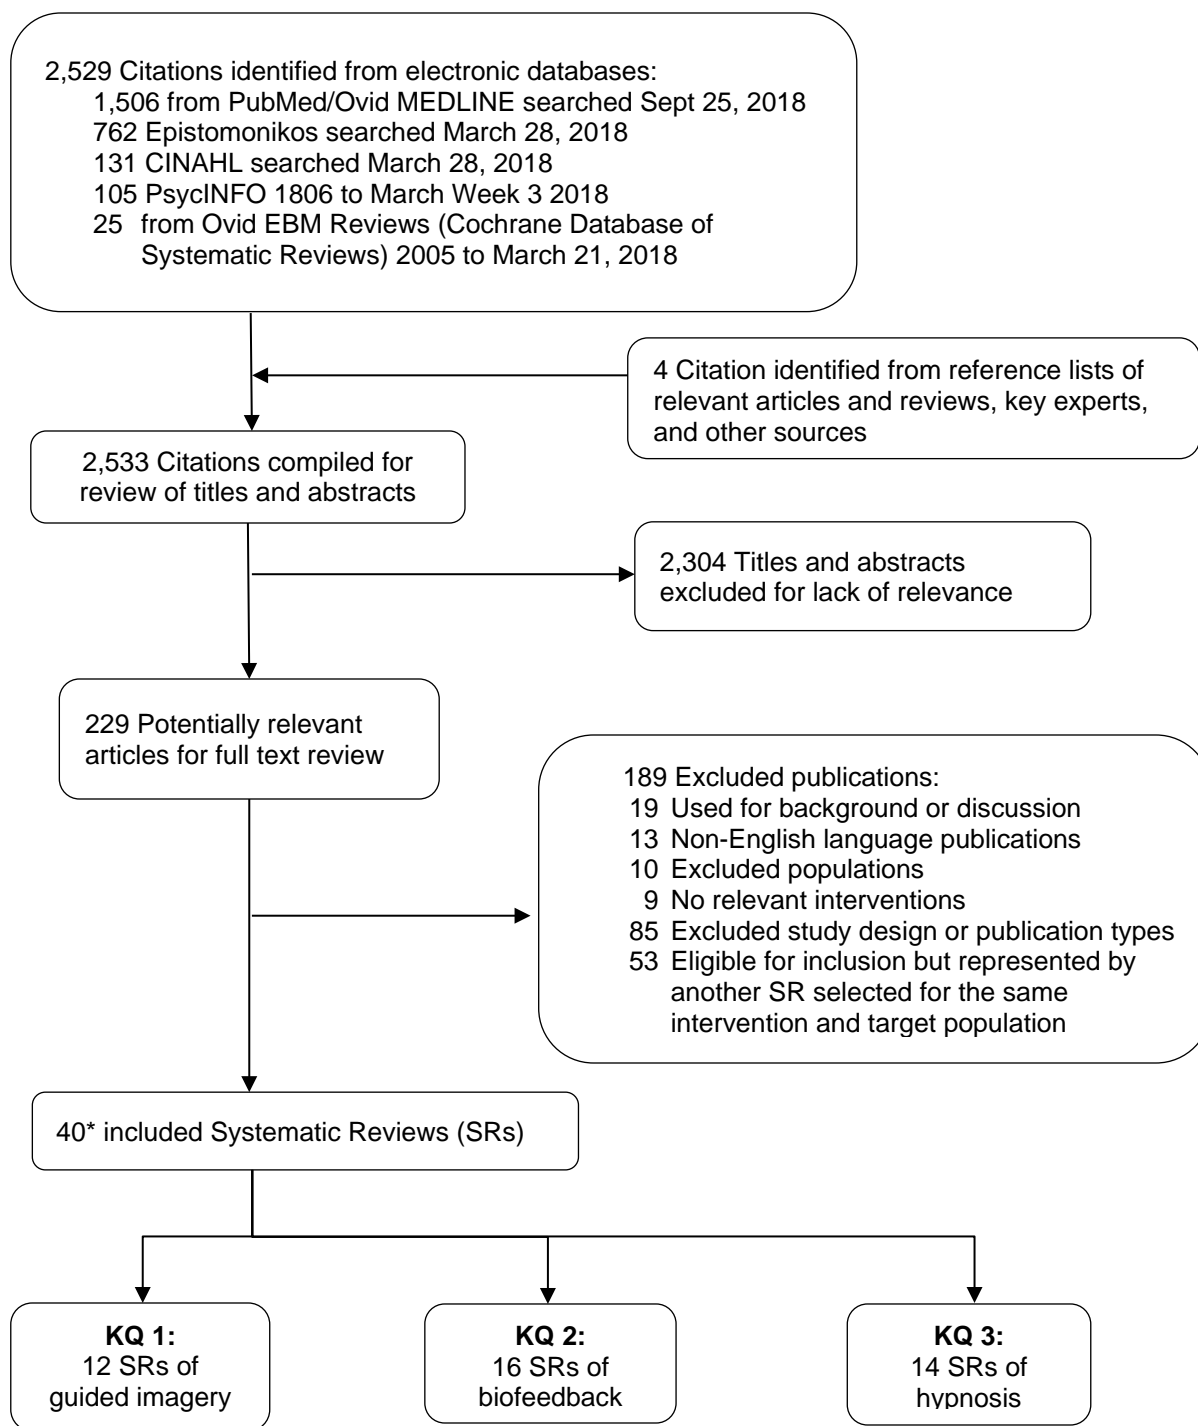 2,529 Citations identified from electronic databases:
1,506 from PubMed/Ovid MEDLINE searched Sept 25, 2018
762 Epistomonikos searched March 28, 2018
131 CINAHL searched March 28, 2018
105 PsycINFO 1806 to March Week 3 2018
25 from Ovid EBM Reviews (Cochrane Database of
Systematic Reviews) 2005 to March 21, 2018
4 Citation identified from reference lists of
relevant articles and reviews, key experts,
and other sources
2,533 Citations compiled for
review of titles and abstracts
2,304 Titles and abstracts
excluded for lack of relevance
229 Potentially relevant
articles for full text review
189 Excluded publications:
19 Used for background or discussion
13 Non-English language publications
10 Excluded populations
9 No relevant interventions
85 Excluded study design or publication types
53 Eligible for inclusion but represented by
another SR selected for the same
intervention and target population
40* included Systematic Reviews (SRs)
KQ 1:
12 SRs of
guided imagery
KQ 2:
16 SRs of
biofeedback
KQ 3:
14 SRs of
hypnosis